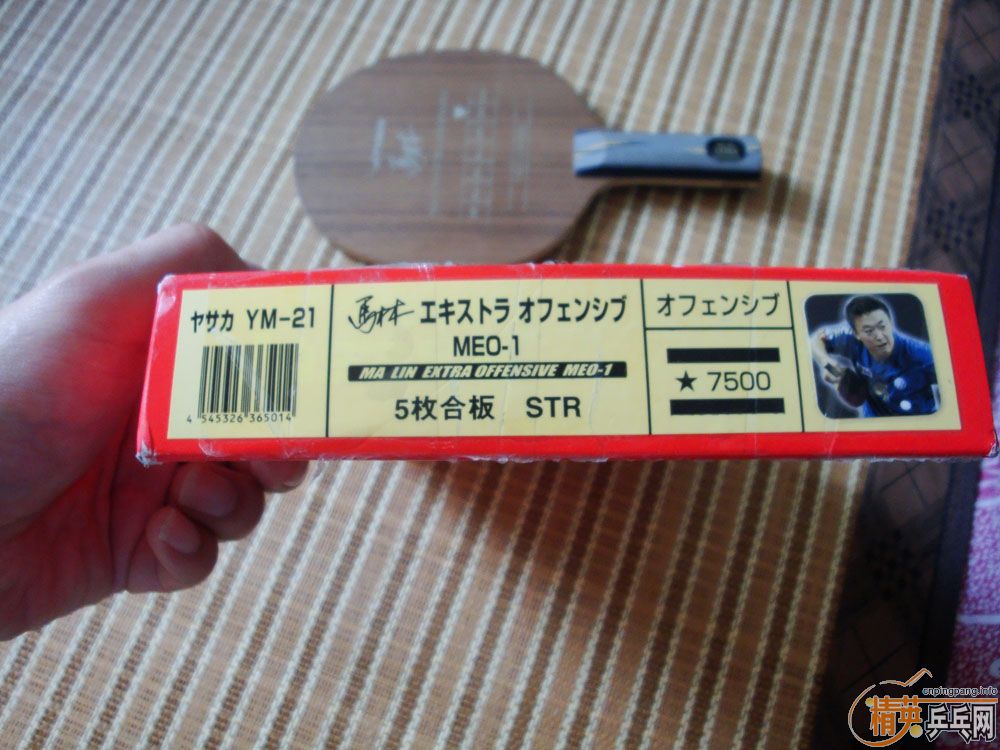 ヤサカ YM-21
4 545326 365014
馬林 エキストラ オフェンシブ
MEO-1
MA LIN EXTRA OFFENSIVE MEO-1
5枚合板 STR
オフェンシブ
★ 7500
cnpingpang.info
精英乒乓网